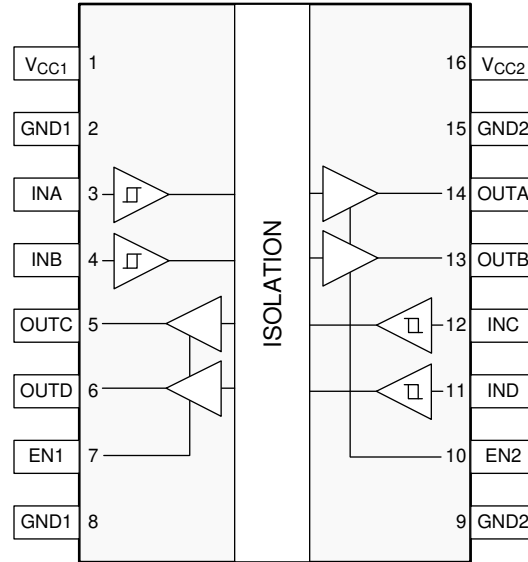 VCC1 1 16 VCC2
GND1 2 15 GND2
INA 3 14 OUTA
INB 4 13 OUTB
ISOLATION
OUTC 5 12 INC
OUTD 6 11 IND
EN1 7 10 EN2
GND1 8 9 GND2